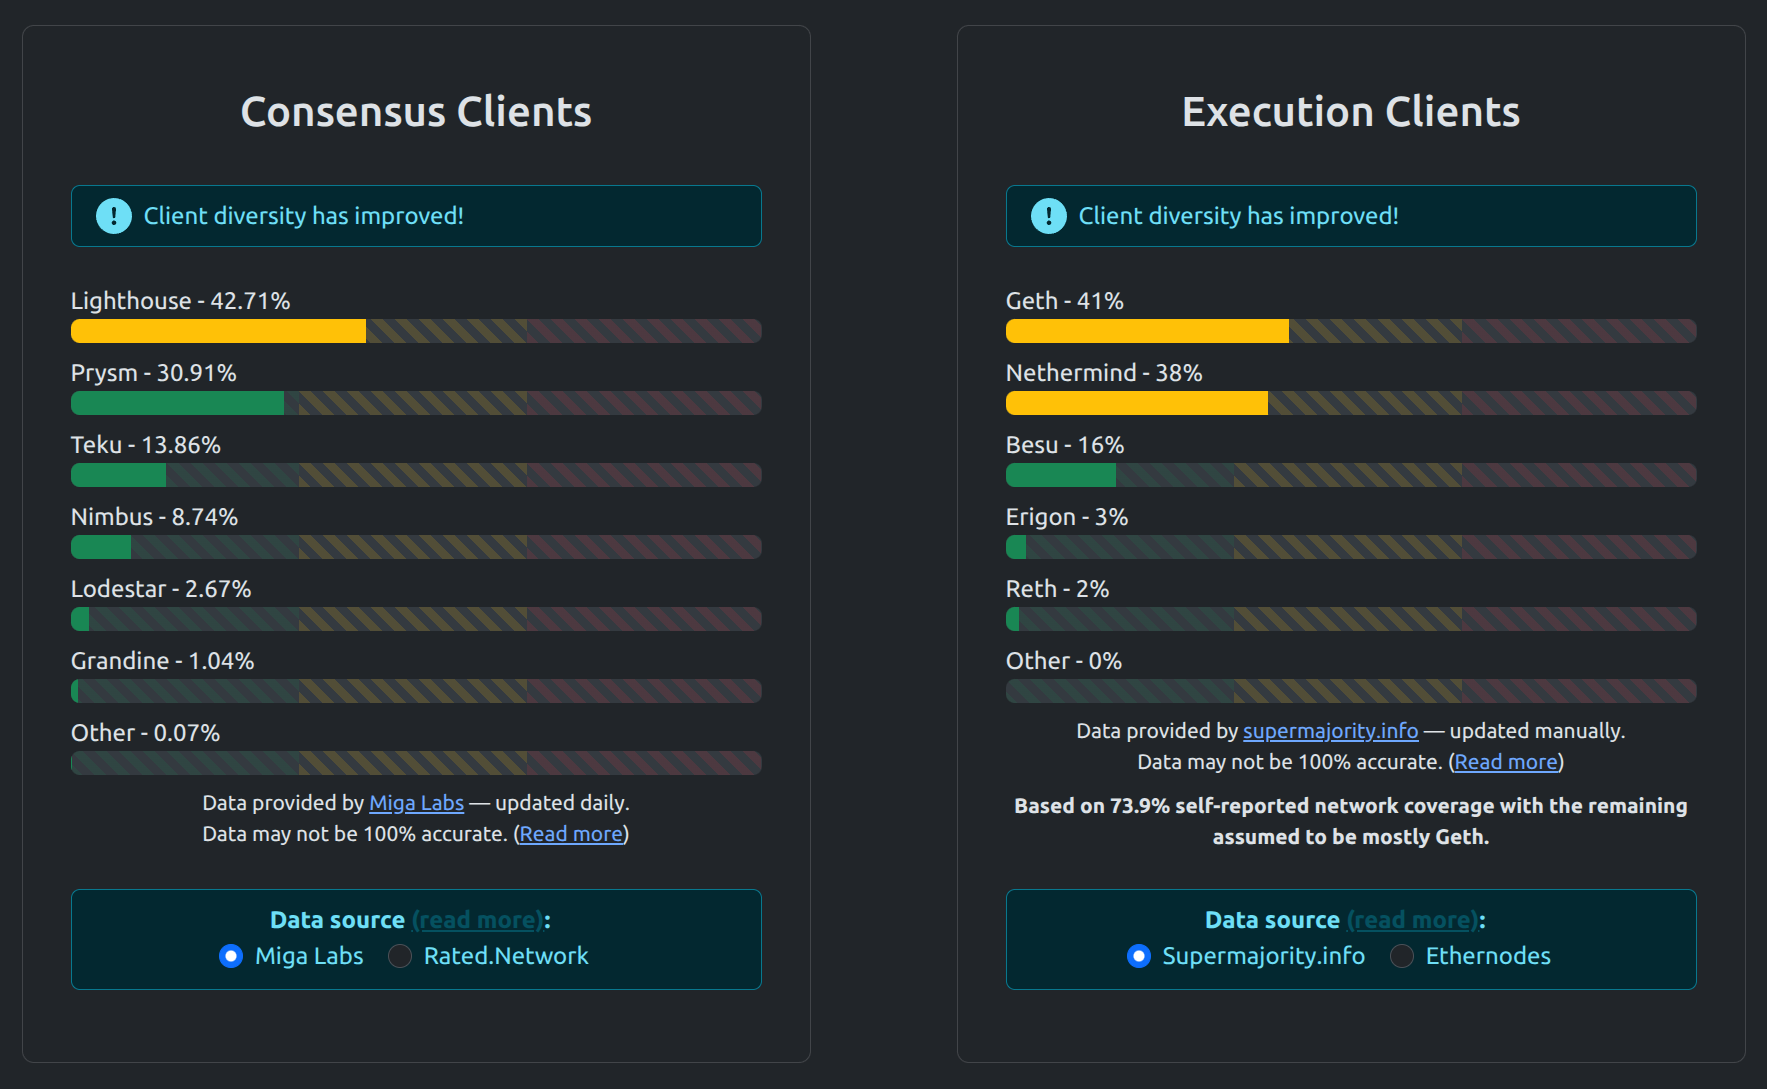 Consensus Clients
! Client diversity has improved!
Lighthouse - 42.71%
Prysm - 30.91%
Teku - 13.86%
Nimbus - 8.74%
Lodestar - 2.67%
Grandine - 1.04%
Other - 0.07%
Data provided by Miga Labs — updated daily.
Data may not be 100% accurate. (Read more)
Data source (read more):
Miga Labs Rated.Network
Execution Clients
! Client diversity has improved!
Geth - 41%
Nethermind - 38%
Besu - 16%
Erigon - 3%
Reth - 2%
Other - 0%
Data provided by supermajority.info — updated manually.
Data may not be 100% accurate. (Read more)
Based on 73.9% self-reported network coverage with the remaining
assumed to be mostly Geth.
Data source (read more):
Supermajority.info Ethernodes